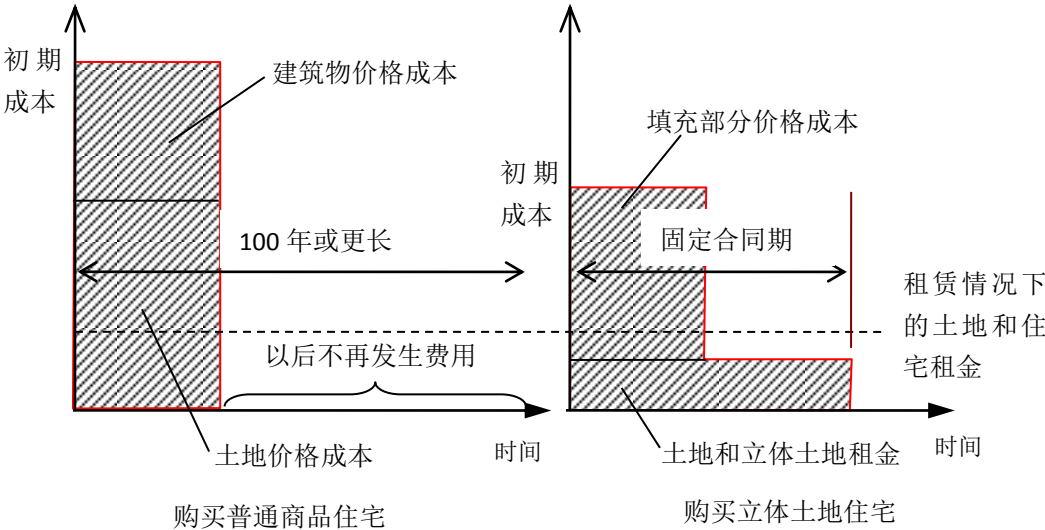 初期
成本
建筑物价格成本
100 年或更长
以后不再发生费用
土地价格成本
时间
购买普通商品住宅
填充部分价格成本
初期
成本
固定合同期
租赁情况下
的土地和住
宅租金
土地和立体土地租金
时间
购买立体土地住宅